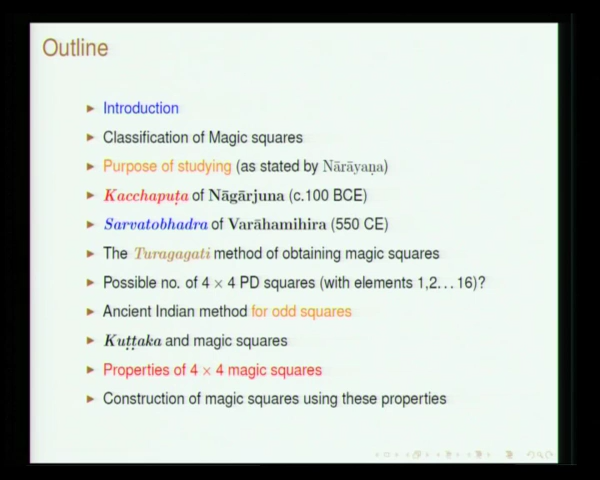 Outline
Introduction
Classification of Magic squares
Purpose of studying (as stated by Nārāyaṇa)
Kacchapuṭa of Nāgārjuna (c.100 BCE)
Sarvatobhadra of Varāhamihira (550 CE)
The Turagagati method of obtaining magic squares
Possible no. of 4 × 4 PD squares (with elements 1,2...16)?
Ancient Indian method for odd squares
Kuṭṭaka and magic squares
Properties of 4 × 4 magic squares
Construction of magic squares using these properties